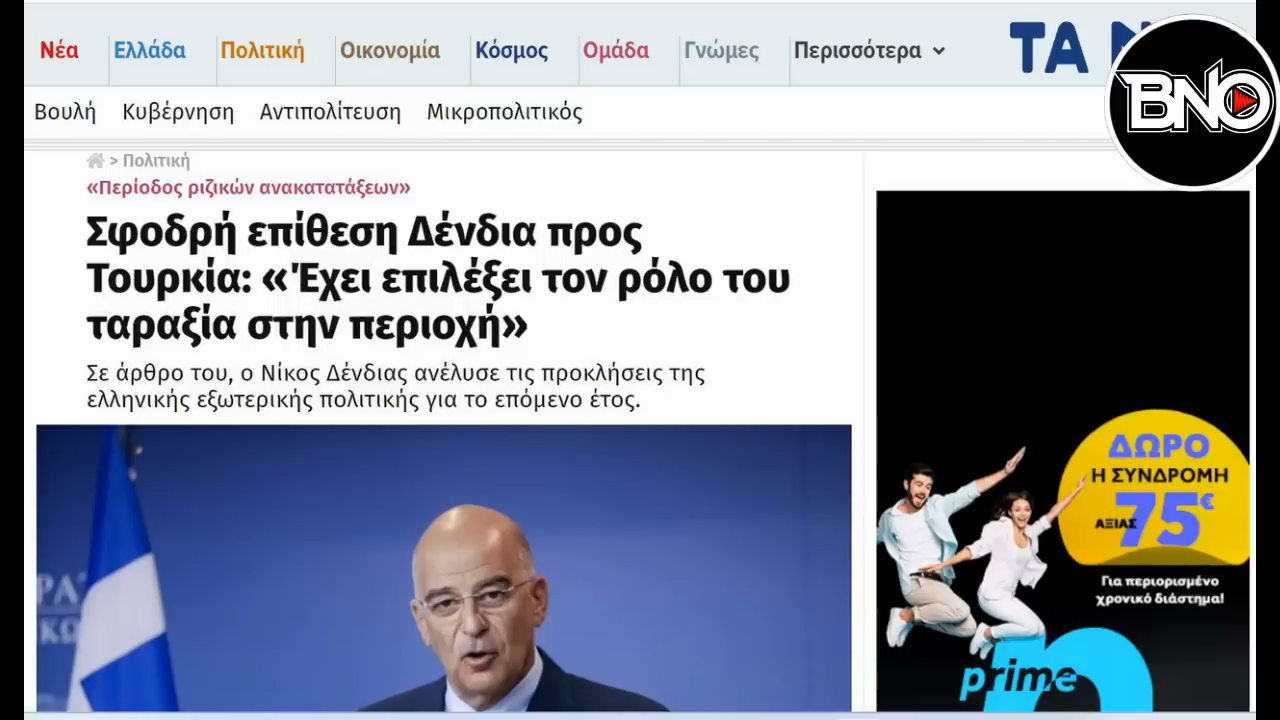 Νέα Ελλάδα Πολιτική Οικονομία Κόσμος Ομάδα Γνώμες Περισσότερα
ΤΑ Ν
BNO
Βουλή Κυβέρνηση Αντιπολίτευση Μικροπολιτικός
> Πολιτική
«Περίοδος ριζικών ανακατατάξεων»
Σφοδρή επίθεση Δένδια προς
Τουρκία: «Έχει επιλέξει τον ρόλο του
ταραξία στην περιοχή»
Σε άρθρο του, ο Νίκος Δένδιας ανέλυσε τις προκλήσεις της
ελληνικής εξωτερικής πολιτικής για το επόμενο έτος.
ΔΩΡΟ
Η ΣΥΝΔΡΟΜΗ
ΑΞΙΑΣ 75€
Για περιορισμένο
χρονικό διάστημα!
prime